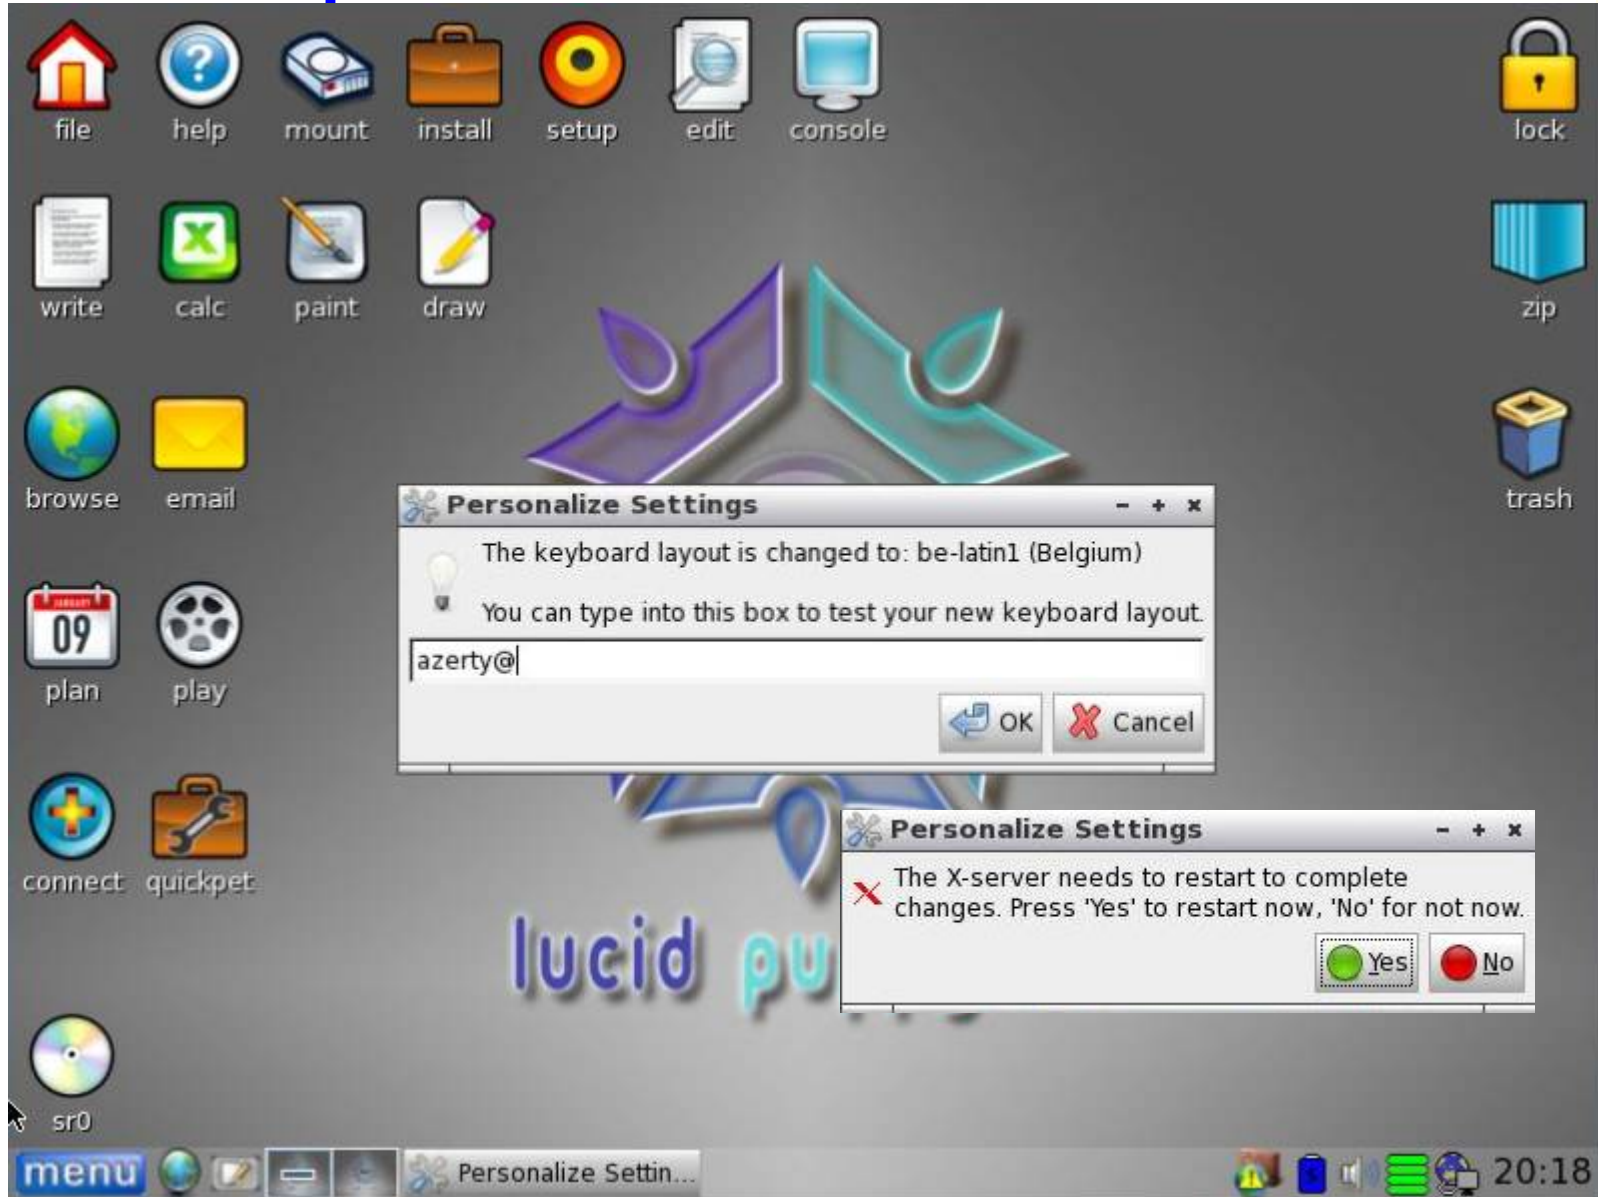 file help mount install setup edit console lock
write calc paint draw zip
browse email trash
Personalize Settings
The keyboard layout is changed to: be-latin1 (Belgium)
You can type into this box to test your new keyboard layout.
azerty@
OK Cancel
JANUARY
09
plan play
connect quickpet
Personalize Settings
The X-server needs to restart to complete
changes. Press 'Yes' to restart now, 'No' for not now.
Yes No
lucid pu
sr0
menu Personalize Settin... 20:18